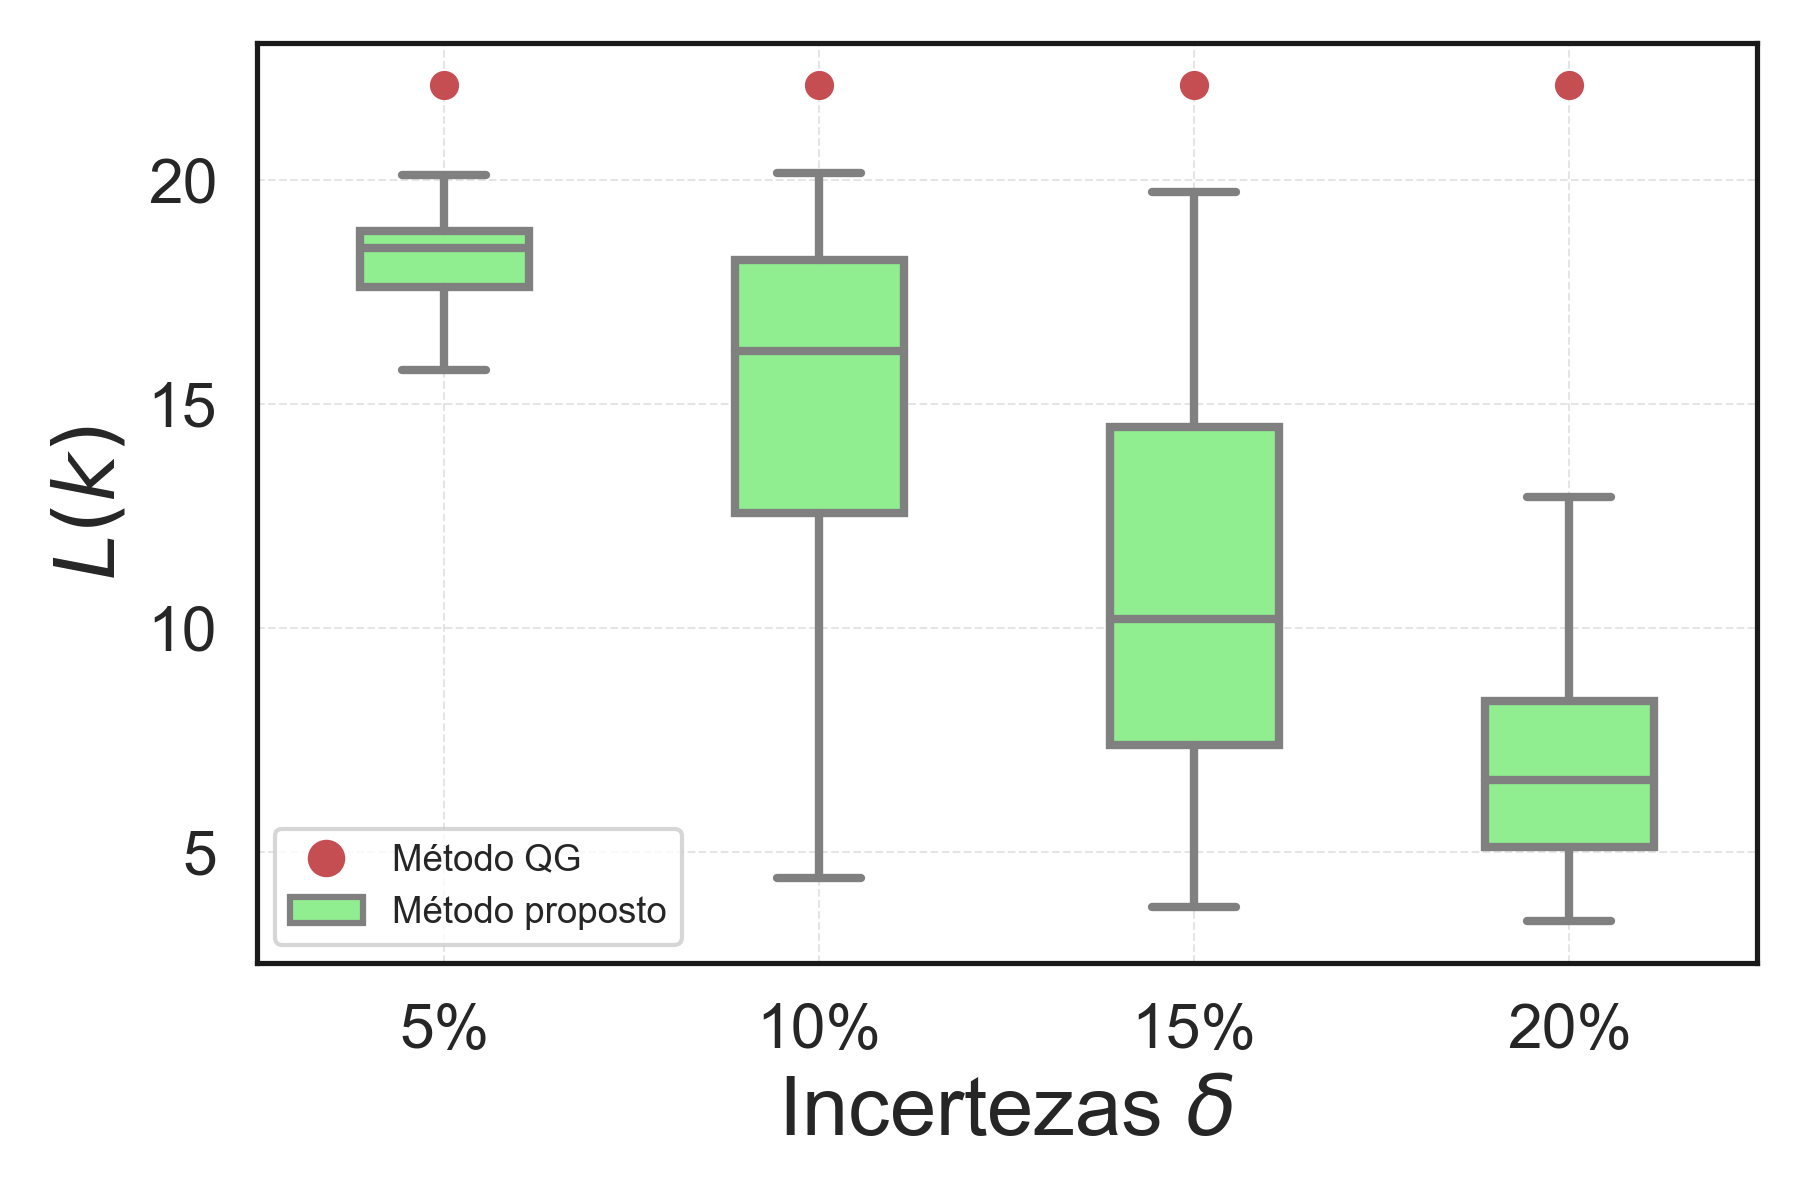 L(k)
20
15
10
5
Método QG
Método proposto
5%
10%
15%
20%
Incertezas δ